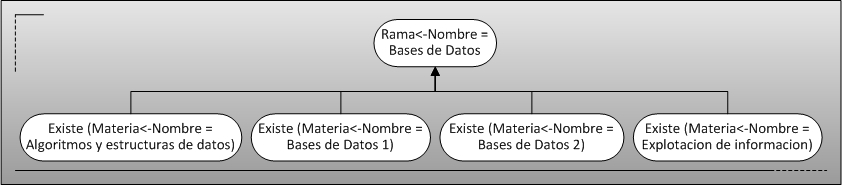 Rama<-Nombre =
Bases de Datos
Existe (Materia<-Nombre =
Algoritmos y estructuras de datos)
Existe (Materia<-Nombre =
Bases de Datos 1)
Existe (Materia<-Nombre =
Bases de Datos 2)
Existe (Materia<-Nombre =
Explotacion de informacion)